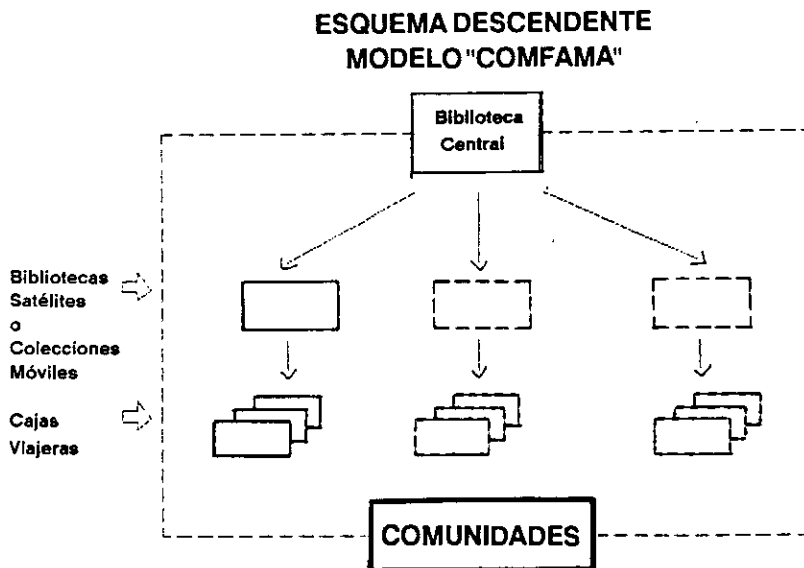 ESQUEMA DESCENDENTE
MODELO "COMFAMA"
Biblioteca
Central
Bibliotecas
Satélites
o
Colecciones
Móviles
Cajas
Viajeras
COMUNIDADES